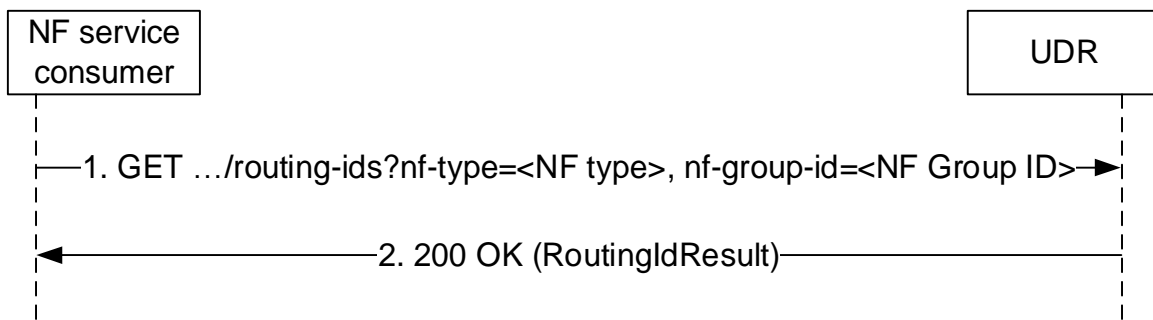 NF service
consumer
UDR
1. GET …/routing-ids?nf-type=<NF type>, nf-group-id=<NF Group ID>
2. 200 OK (RoutingIdResult)